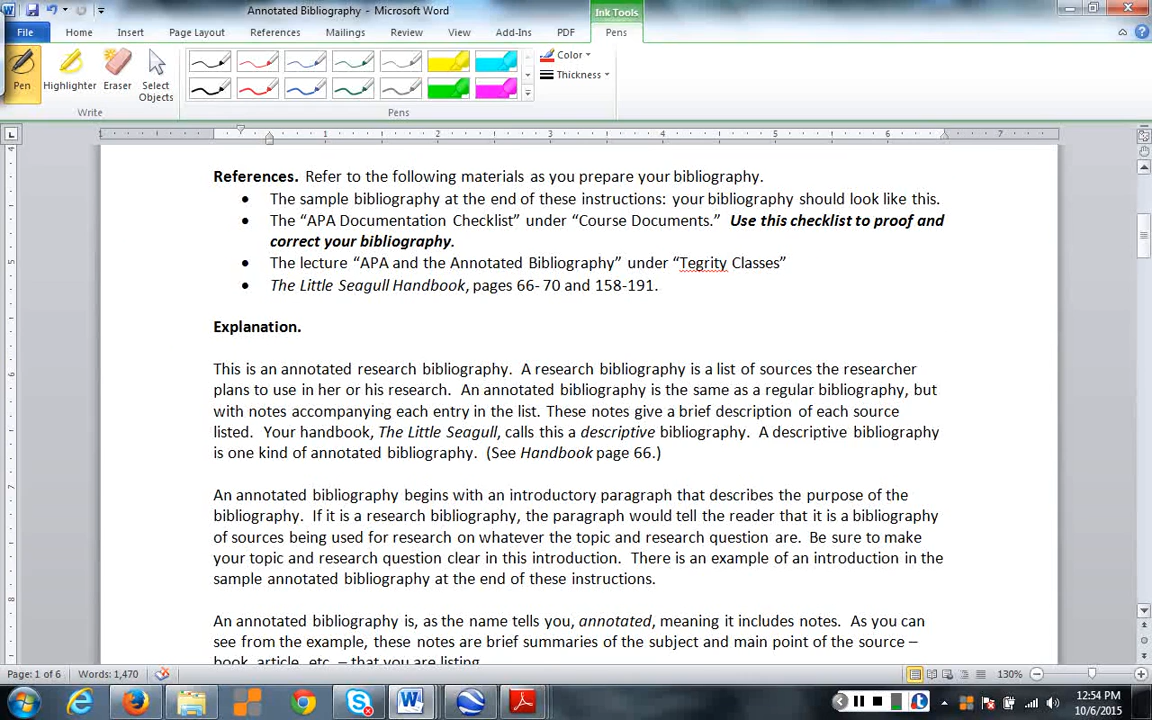 Annotated Bibliography - Microsoft Word
Ink Tools
File Home Insert Page Layout References Mailings Review View Add-Ins PDF Pens
Pen Highlighter Eraser Select Objects
Color
Thickness
Write Pens
1 1 2 3 4 5 6 7
References. Refer to the following materials as you prepare your bibliography.
• The sample bibliography at the end of these instructions: your bibliography should look like this.
• The “APA Documentation Checklist” under “Course Documents.” Use this checklist to proof and
correct your bibliography.
• The lecture “APA and the Annotated Bibliography” under “Tegrity Classes”
• The Little Seagull Handbook, pages 66- 70 and 158-191.
Explanation.
This is an annotated research bibliography. A research bibliography is a list of sources the researcher
plans to use in her or his research. An annotated bibliography is the same as a regular bibliography, but
with notes accompanying each entry in the list. These notes give a brief description of each source
listed. Your handbook, The Little Seagull, calls this a descriptive bibliography. A descriptive bibliography
is one kind of annotated bibliography. (See Handbook page 66.)
An annotated bibliography begins with an introductory paragraph that describes the purpose of the
bibliography. If it is a research bibliography, the paragraph would tell the reader that it is a bibliography
of sources being used for research on whatever the topic and research question are. Be sure to make
your topic and research question clear in this introduction. There is an example of an introduction in the
sample annotated bibliography at the end of these instructions.
An annotated bibliography is, as the name tells you, annotated, meaning it includes notes. As you can
see from the example, these notes are brief summaries of the subject and main point of the source –
book, article, etc. – that you are listing.
Page: 1 of 6 Words: 1,470 130%
12:54 PM
10/6/2015